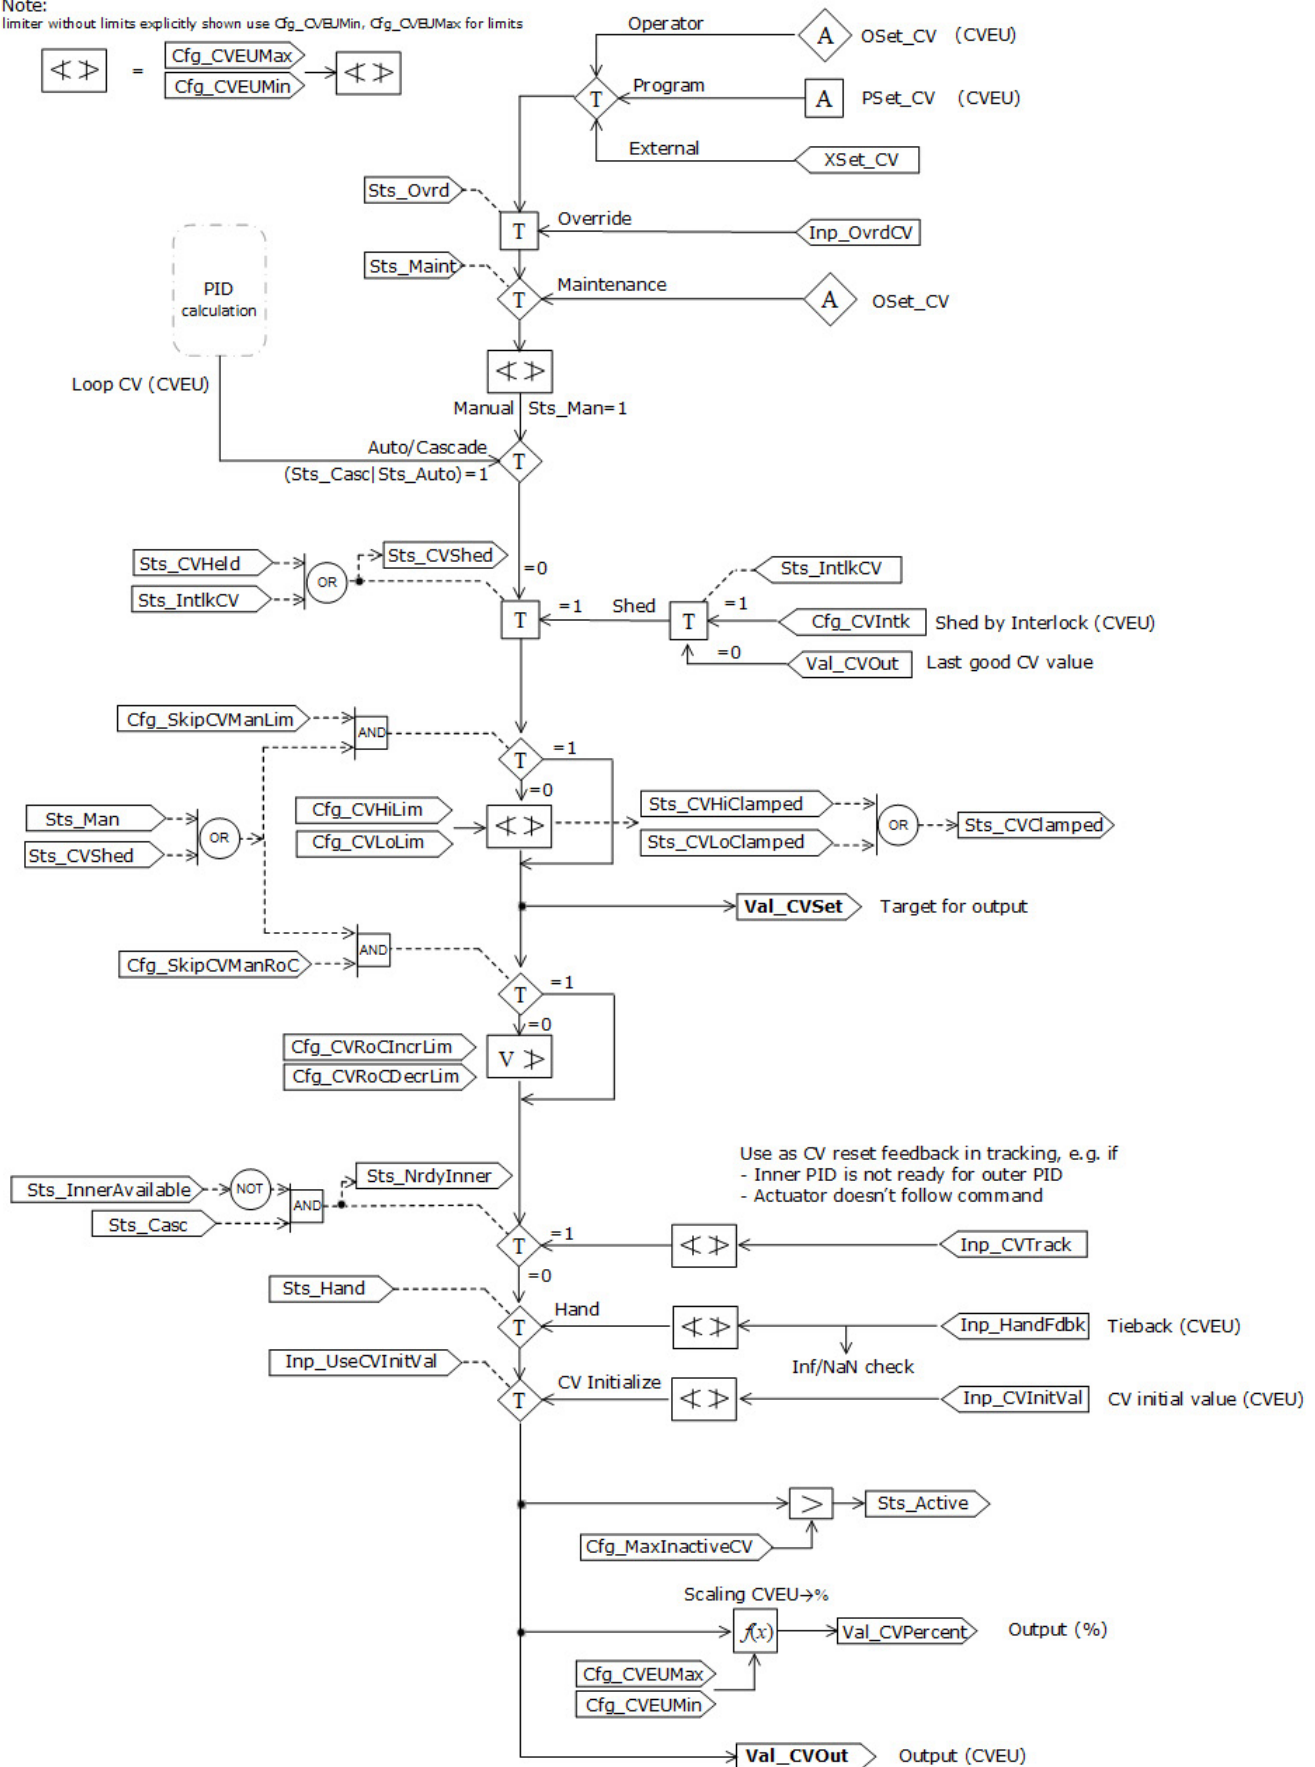 Note:
limiter without limits explicitly shown use Cfg_CVEUMin, Cfg_CVEUMax for limits
Cfg_CVEUMax
=
Cfg_CVEUMin
Operator
A
OSet_CV (CVEU)
T
Program
A
PSet_CV (CVEU)
External
XSet_CV
Sts_Ovrd
T
Override
Inp_OvrdCV
Sts_Maint
T
Maintenance
A
OSet_CV
PID
calculation
Loop CV (CVEU)
Manual
Sts_Man=1
Auto/Cascade
T
(Sts_Casc|Sts_Auto)=1
Sts_CVHeld
Sts_IntlkCV
OR
Sts_CVShed
=0
Sts_IntlkCV
T
=1
Shed
T
=1
Cfg_CVIntk
Shed by Interlock (CVEU)
=0
Val_CVOut
Last good CV value
Cfg_SkipCVManLim
AND
T
=1
=0
Sts_Man
Sts_CVShed
OR
Cfg_CVHiLim
Cfg_CVLoLim
Sts_CVHiClamped
Sts_CVLoClamped
OR
Sts_CVClamped
Val_CVSet
Target for output
Cfg_SkipCVManRoC
AND
T
=1
=0
Cfg_CVRoCIncrLim
Cfg_CVRoCDecrLim
V
Use as CV reset feedback in tracking, e.g. if
- Inner PID is not ready for outer PID
- Actuator doesn't follow command
Sts_InnerAvailable
NOT
Sts_Casc
AND
Sts_NrdyInner
T
=1
Inp_CVTrack
=0
Sts_Hand
T
Hand
Inp_HandFdbk
Tieback (CVEU)
Inf/NaN check
Inp_UseCVInitVal
T
CV Initialize
Inp_CVInitVal
CV initial value (CVEU)
>
Sts_Active
Cfg_MaxInactiveCV
Scaling CVEU→%
f(x)
Val_CVPercent
Output (%)
Cfg_CVEUMax
Cfg_CVEUMin
Val_CVOut
Output (CVEU)